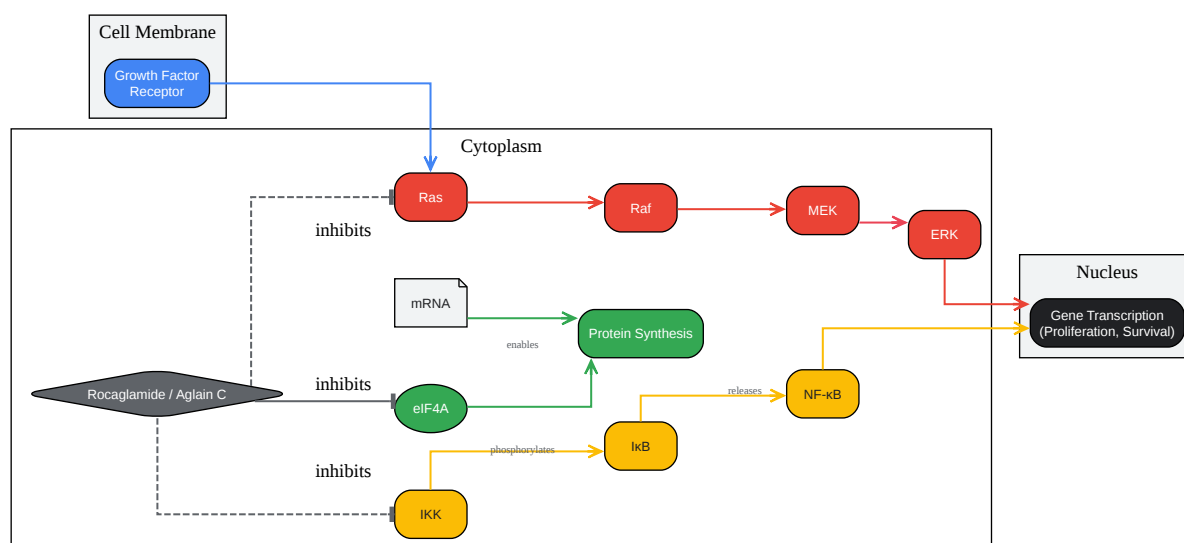 Cell Membrane
Growth Factor
Receptor
Cytoplasm
Ras
Raf
MEK
ERK
inhibits
Nucleus
Gene Transcription
(Proliferation, Survival)
mRNA
Protein Synthesis
enables
Rocaglamide / Aglain C
inhibits
eIF4A
releases
NF-κB
phosphorylates
IκB
inhibits
IKK